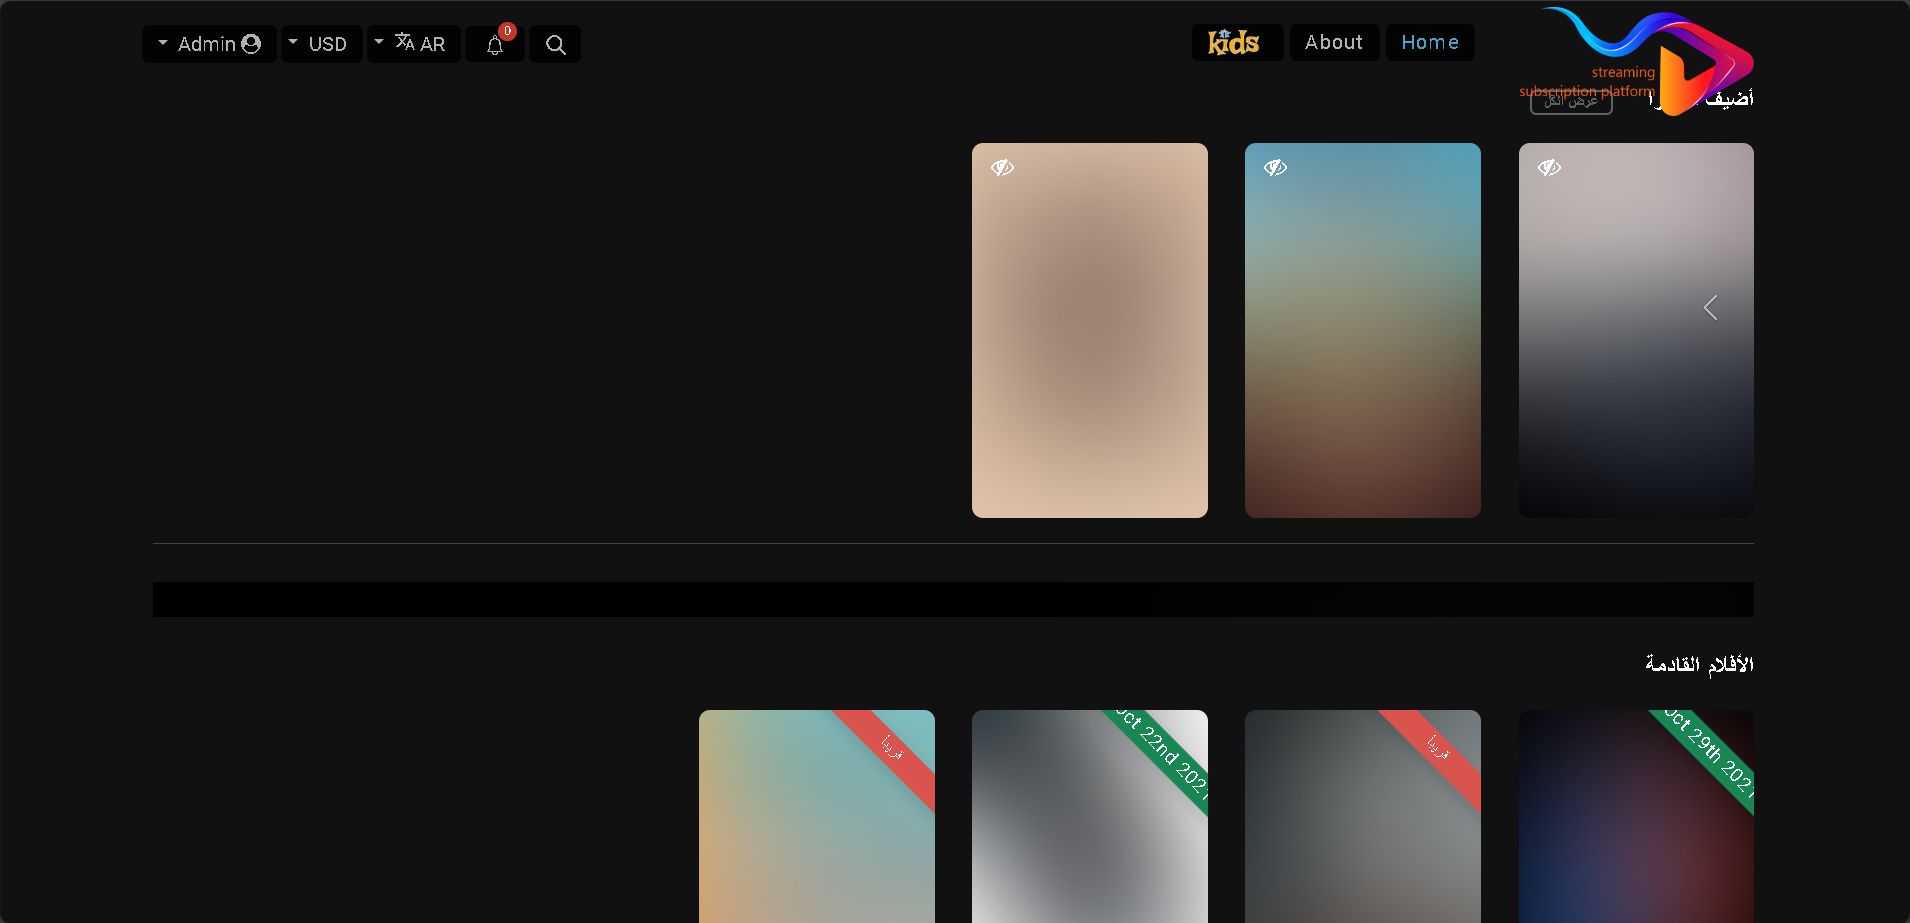 Home
About
kids
0
AR
USD
Admin
streaming
subscription platform
أضيف
عرض الكل
الأفلام القادمة
Oct 29th 2021
قريباً
Oct 22nd 2021
قريباً